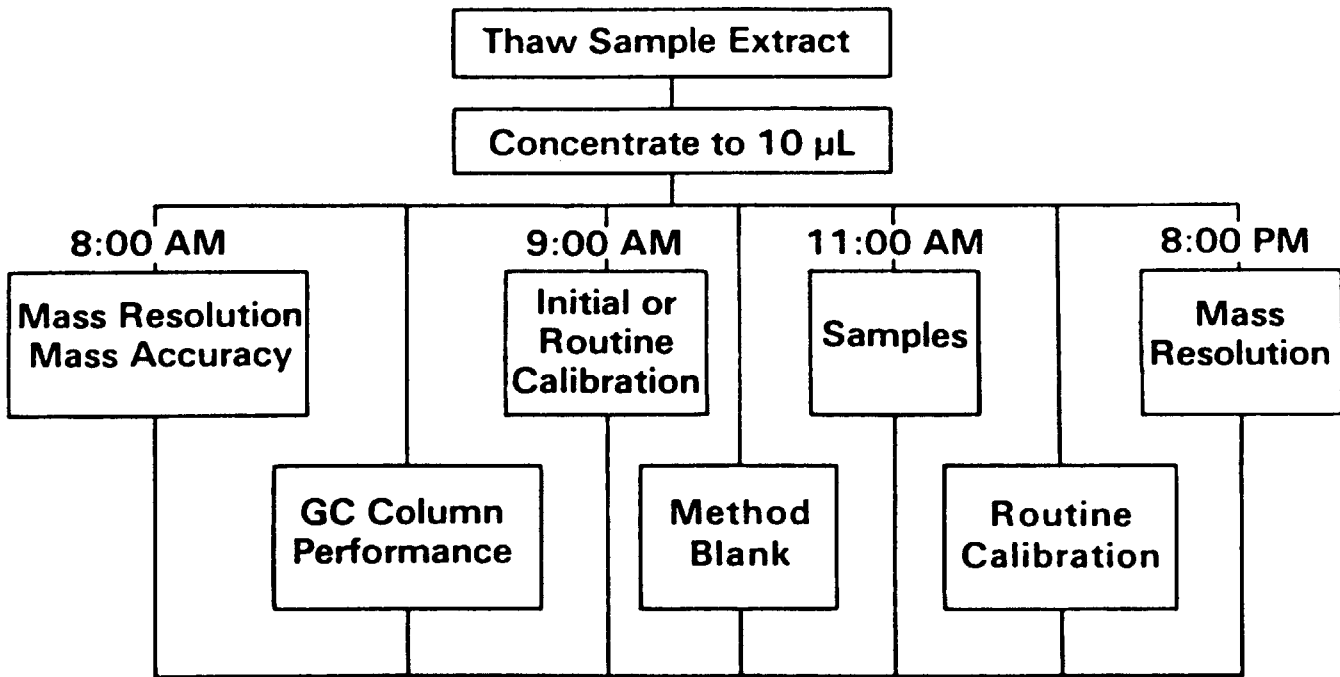 Thaw Sample Extract
Concentrate to 10 µL
8:00 AM
9:00 AM
11:00 AM
8:00 PM
Mass Resolution
Mass Accuracy
Initial or
Routine
Calibration
Samples
Mass
Resolution
GC Column
Performance
Method
Blank
Routine
Calibration